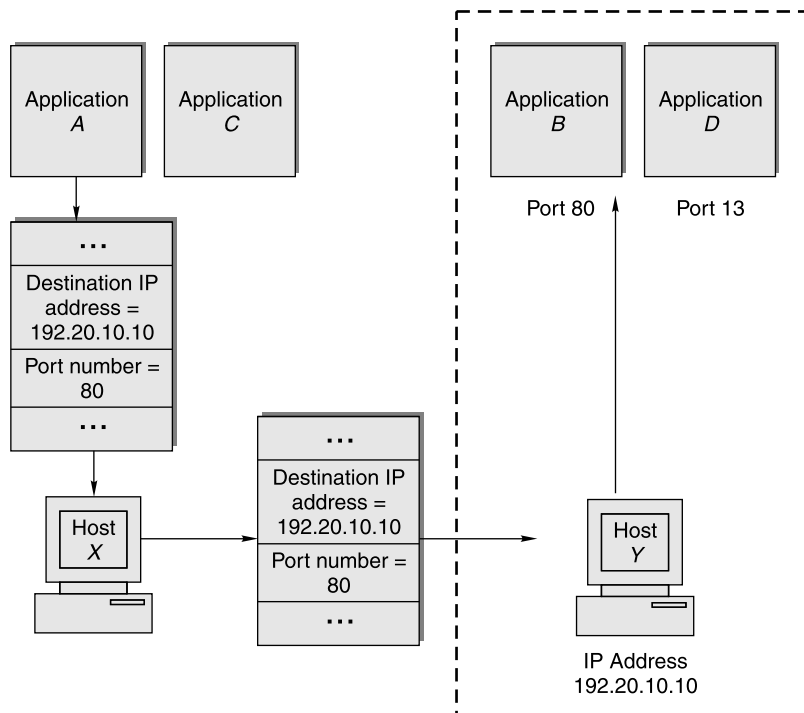 Application
A
Application
C
Application
B
Application
D
Port 80
Port 13
...
Destination IP
address =
192.20.10.10
Port number =
80
...
Host
X
...
Destination IP
address =
192.20.10.10
Port number =
80
...
Host
Y
IP Address
192.20.10.10